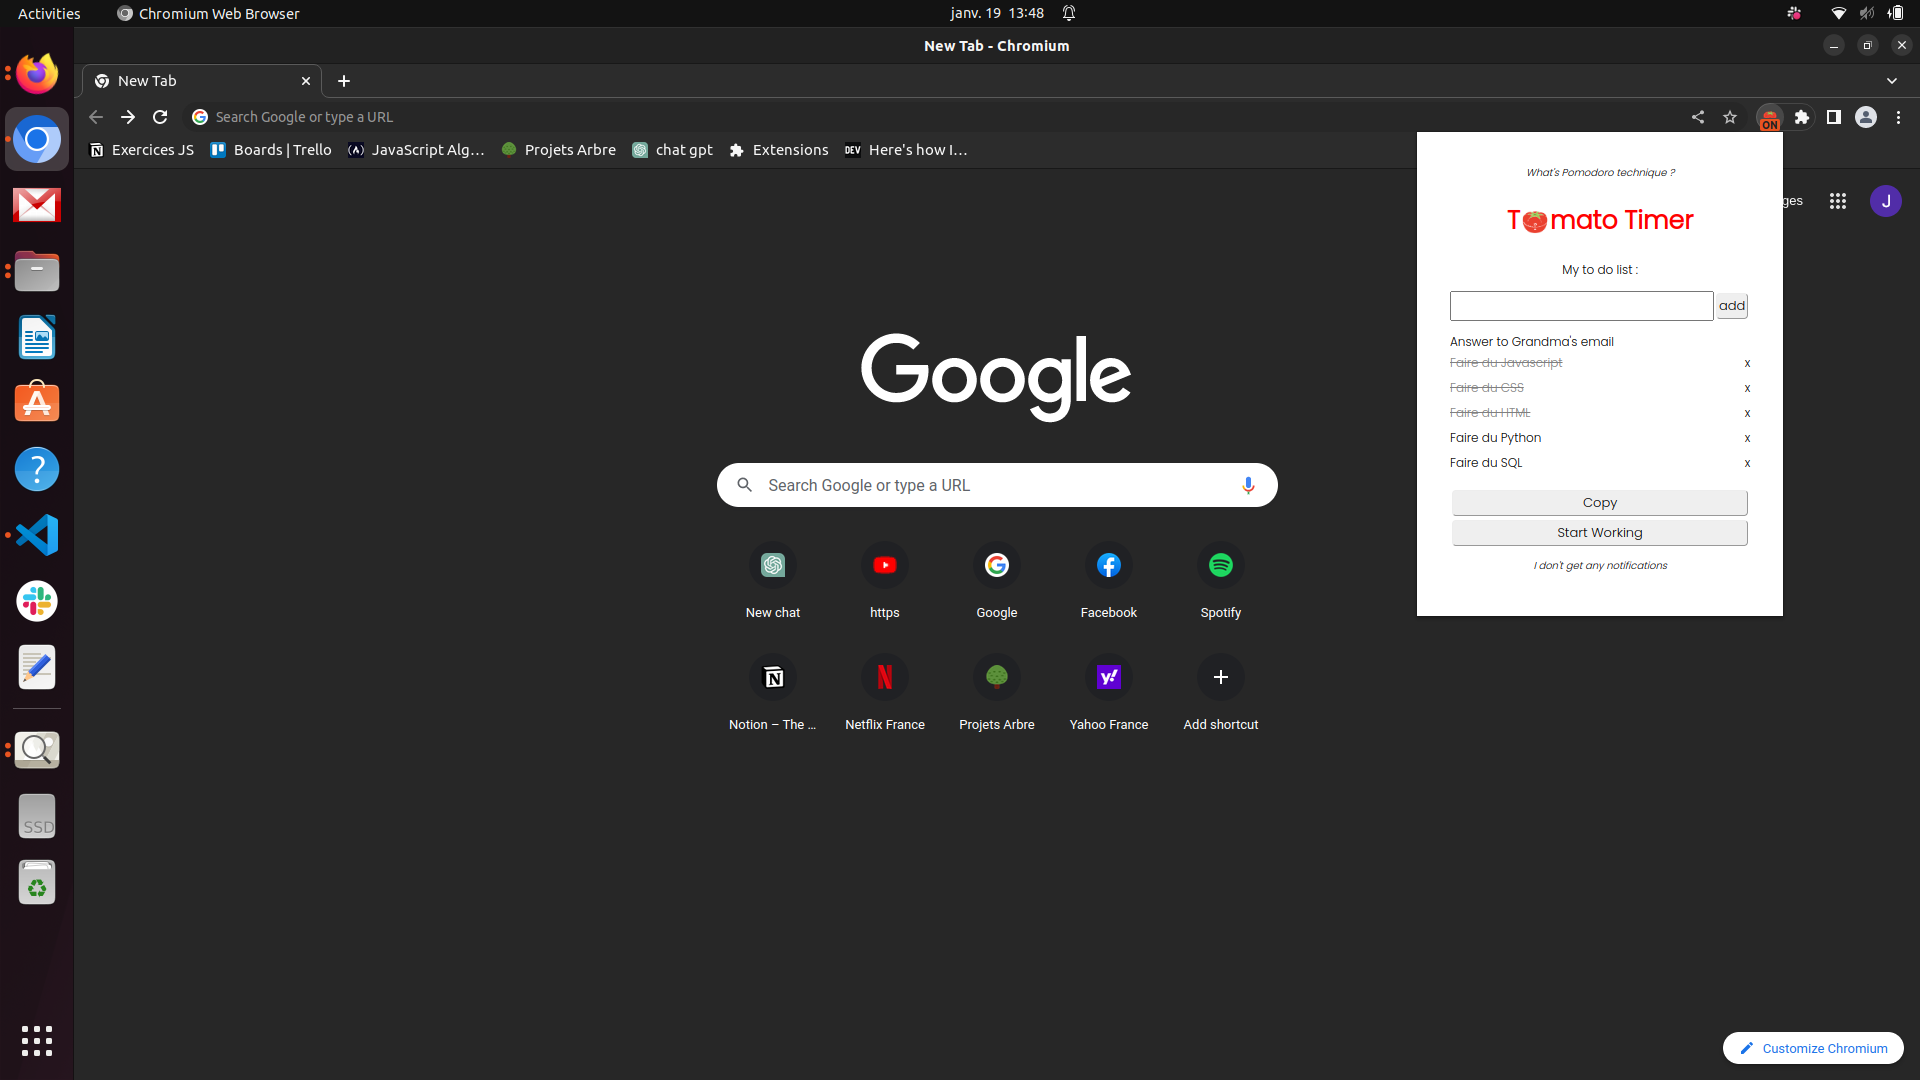 Activities
Chromium Web Browser
janv. 19 13:48
New Tab - Chromium
New Tab
Search Google or type a URL
ON
Exercices JS
Boards | Trello
JavaScript Alg…
Projets Arbre
chat gpt
Extensions
DEV
Here's how I…
ges
J
What's Pomodoro technique ?
T mato Timer
My to do list :
add
Answer to Grandma's email
Faire du Javascript x
Faire du CSS x
Faire du HTML x
Faire du Python x
Faire du SQL x
Copy
Start Working
I don't get any notifications
Google
Search Google or type a URL
New chat
https
Google
Facebook
Spotify
Notion – The …
Netflix France
Projets Arbre
Yahoo France
Add shortcut
SSD
Customize Chromium